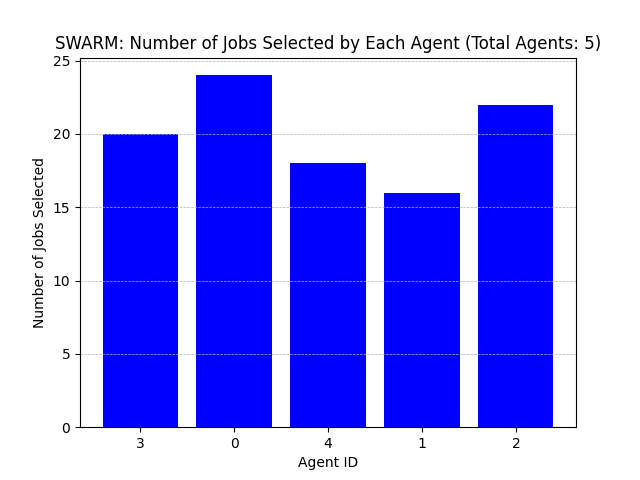 SWARM: Number of Jobs Selected by Each Agent (Total Agents: 5)
25
20
15
10
5
0
Number of Jobs Selected
3 0 4 1 2
Agent ID